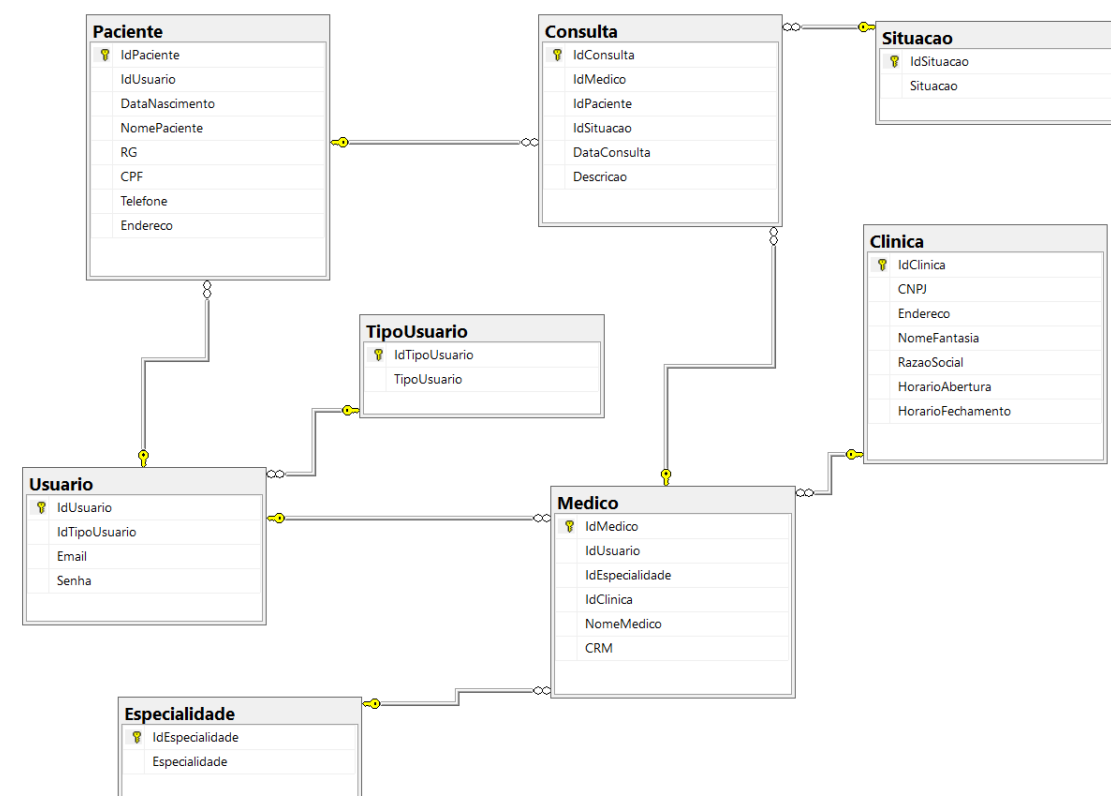 Paciente
IdPaciente
IdUsuario
DataNascimento
NomePaciente
RG
CPF
Telefone
Endereco
Consulta
IdConsulta
IdMedico
IdPaciente
IdSituacao
DataConsulta
Descricao
Situacao
IdSituacao
Situacao
Clinica
IdClinica
CNPJ
Endereco
NomeFantasia
RazaoSocial
HorarioAbertura
HorarioFechamento
TipoUsuario
IdTipoUsuario
TipoUsuario
Usuario
IdUsuario
IdTipoUsuario
Email
Senha
Medico
IdMedico
IdUsuario
IdEspecialidade
IdClinica
NomeMedico
CRM
Especialidade
IdEspecialidade
Especialidade